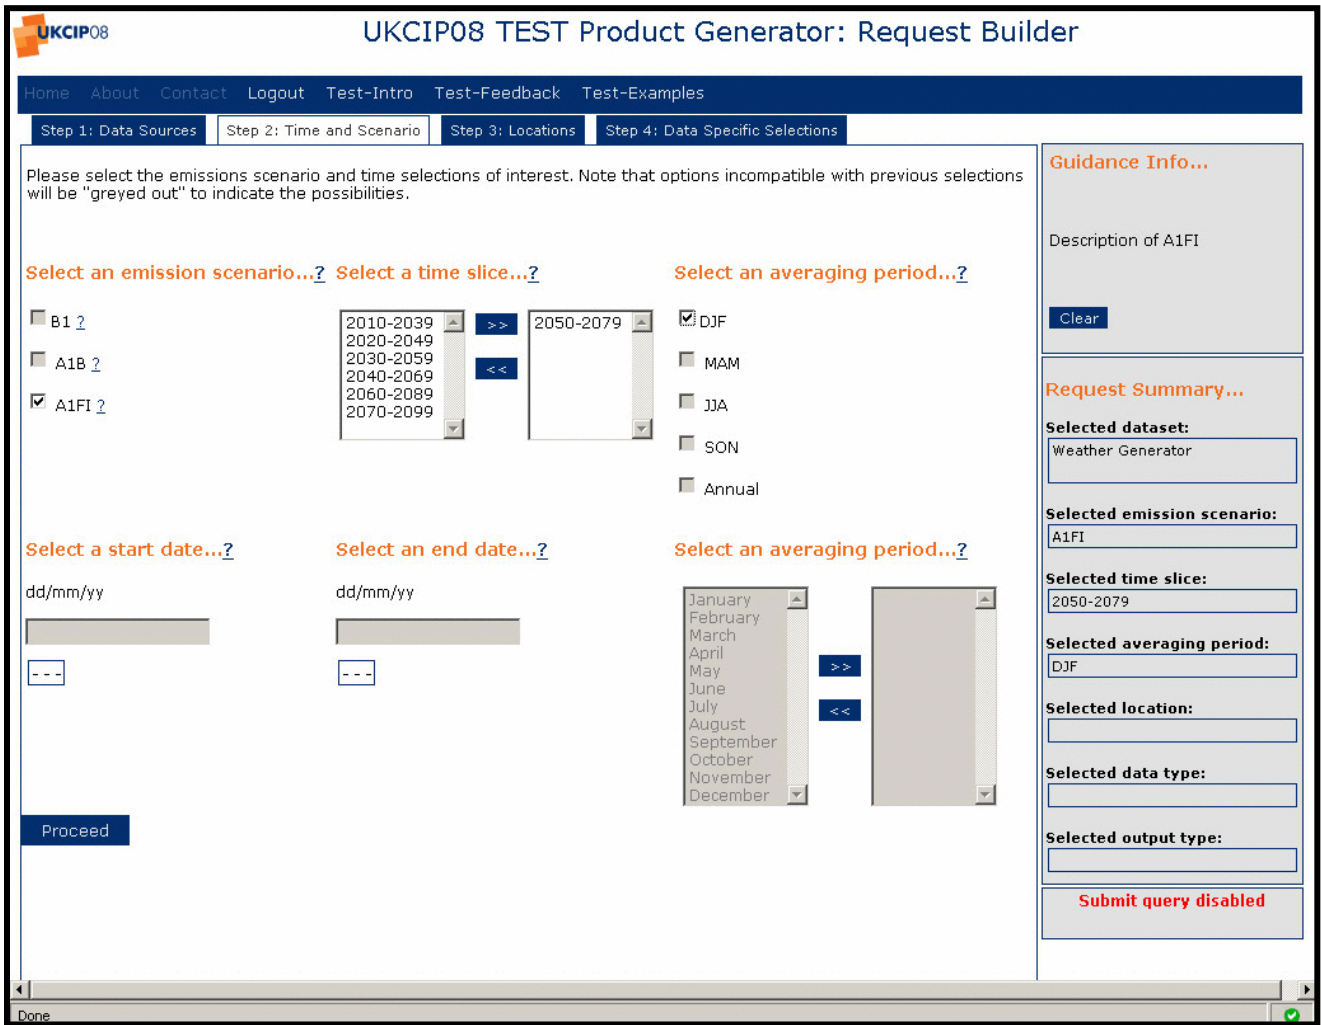 UKCIP08
UKCIP08 TEST Product Generator: Request Builder
Home About Contact Logout Test-Intro Test-Feedback Test-Examples
Step 1: Data Sources Step 2: Time and Scenario Step 3: Locations Step 4: Data Specific Selections
Please select the emissions scenario and time selections of interest. Note that options incompatible with previous selections
will be "greyed out" to indicate the possibilities.
Select an emission scenario...? Select a time slice...? Select an averaging period...?
B1 ?
A1B ?
A1FI ?
2010-2039
2020-2049
2030-2059
2040-2069
2060-2089
2070-2099
>>
<<
2050-2079
DJF
MAM
JJA
SON
Annual
Select a start date...? Select an end date...? Select an averaging period...?
dd/mm/yy dd/mm/yy
--- ---
January
February
March
April
May
June
July
August
September
October
November
December
>>
<<
Proceed
Guidance Info...
Description of A1FI
Clear
Request Summary...
Selected dataset:
Weather Generator
Selected emission scenario:
A1FI
Selected time slice:
2050-2079
Selected averaging period:
DJF
Selected location:
Selected data type:
Selected output type:
Submit query disabled
Done